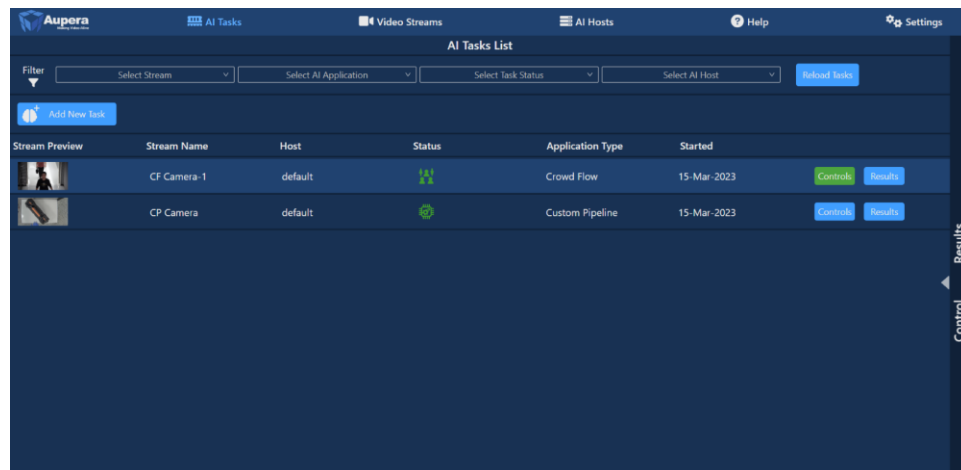 Aupera
AI Tasks
Video Streams
AI Hosts
Help
Settings
AI Tasks List
Filter
Select Stream
Select AI Application
Select Task Status
Select AI Host
Reload Tasks
Add New Task
Stream Preview Stream Name Host Status Application Type Started
CF Camera-1 default Crowd Flow 15-Mar-2023 Controls Results
CP Camera default Custom Pipeline 15-Mar-2023 Controls Results
Results
Control